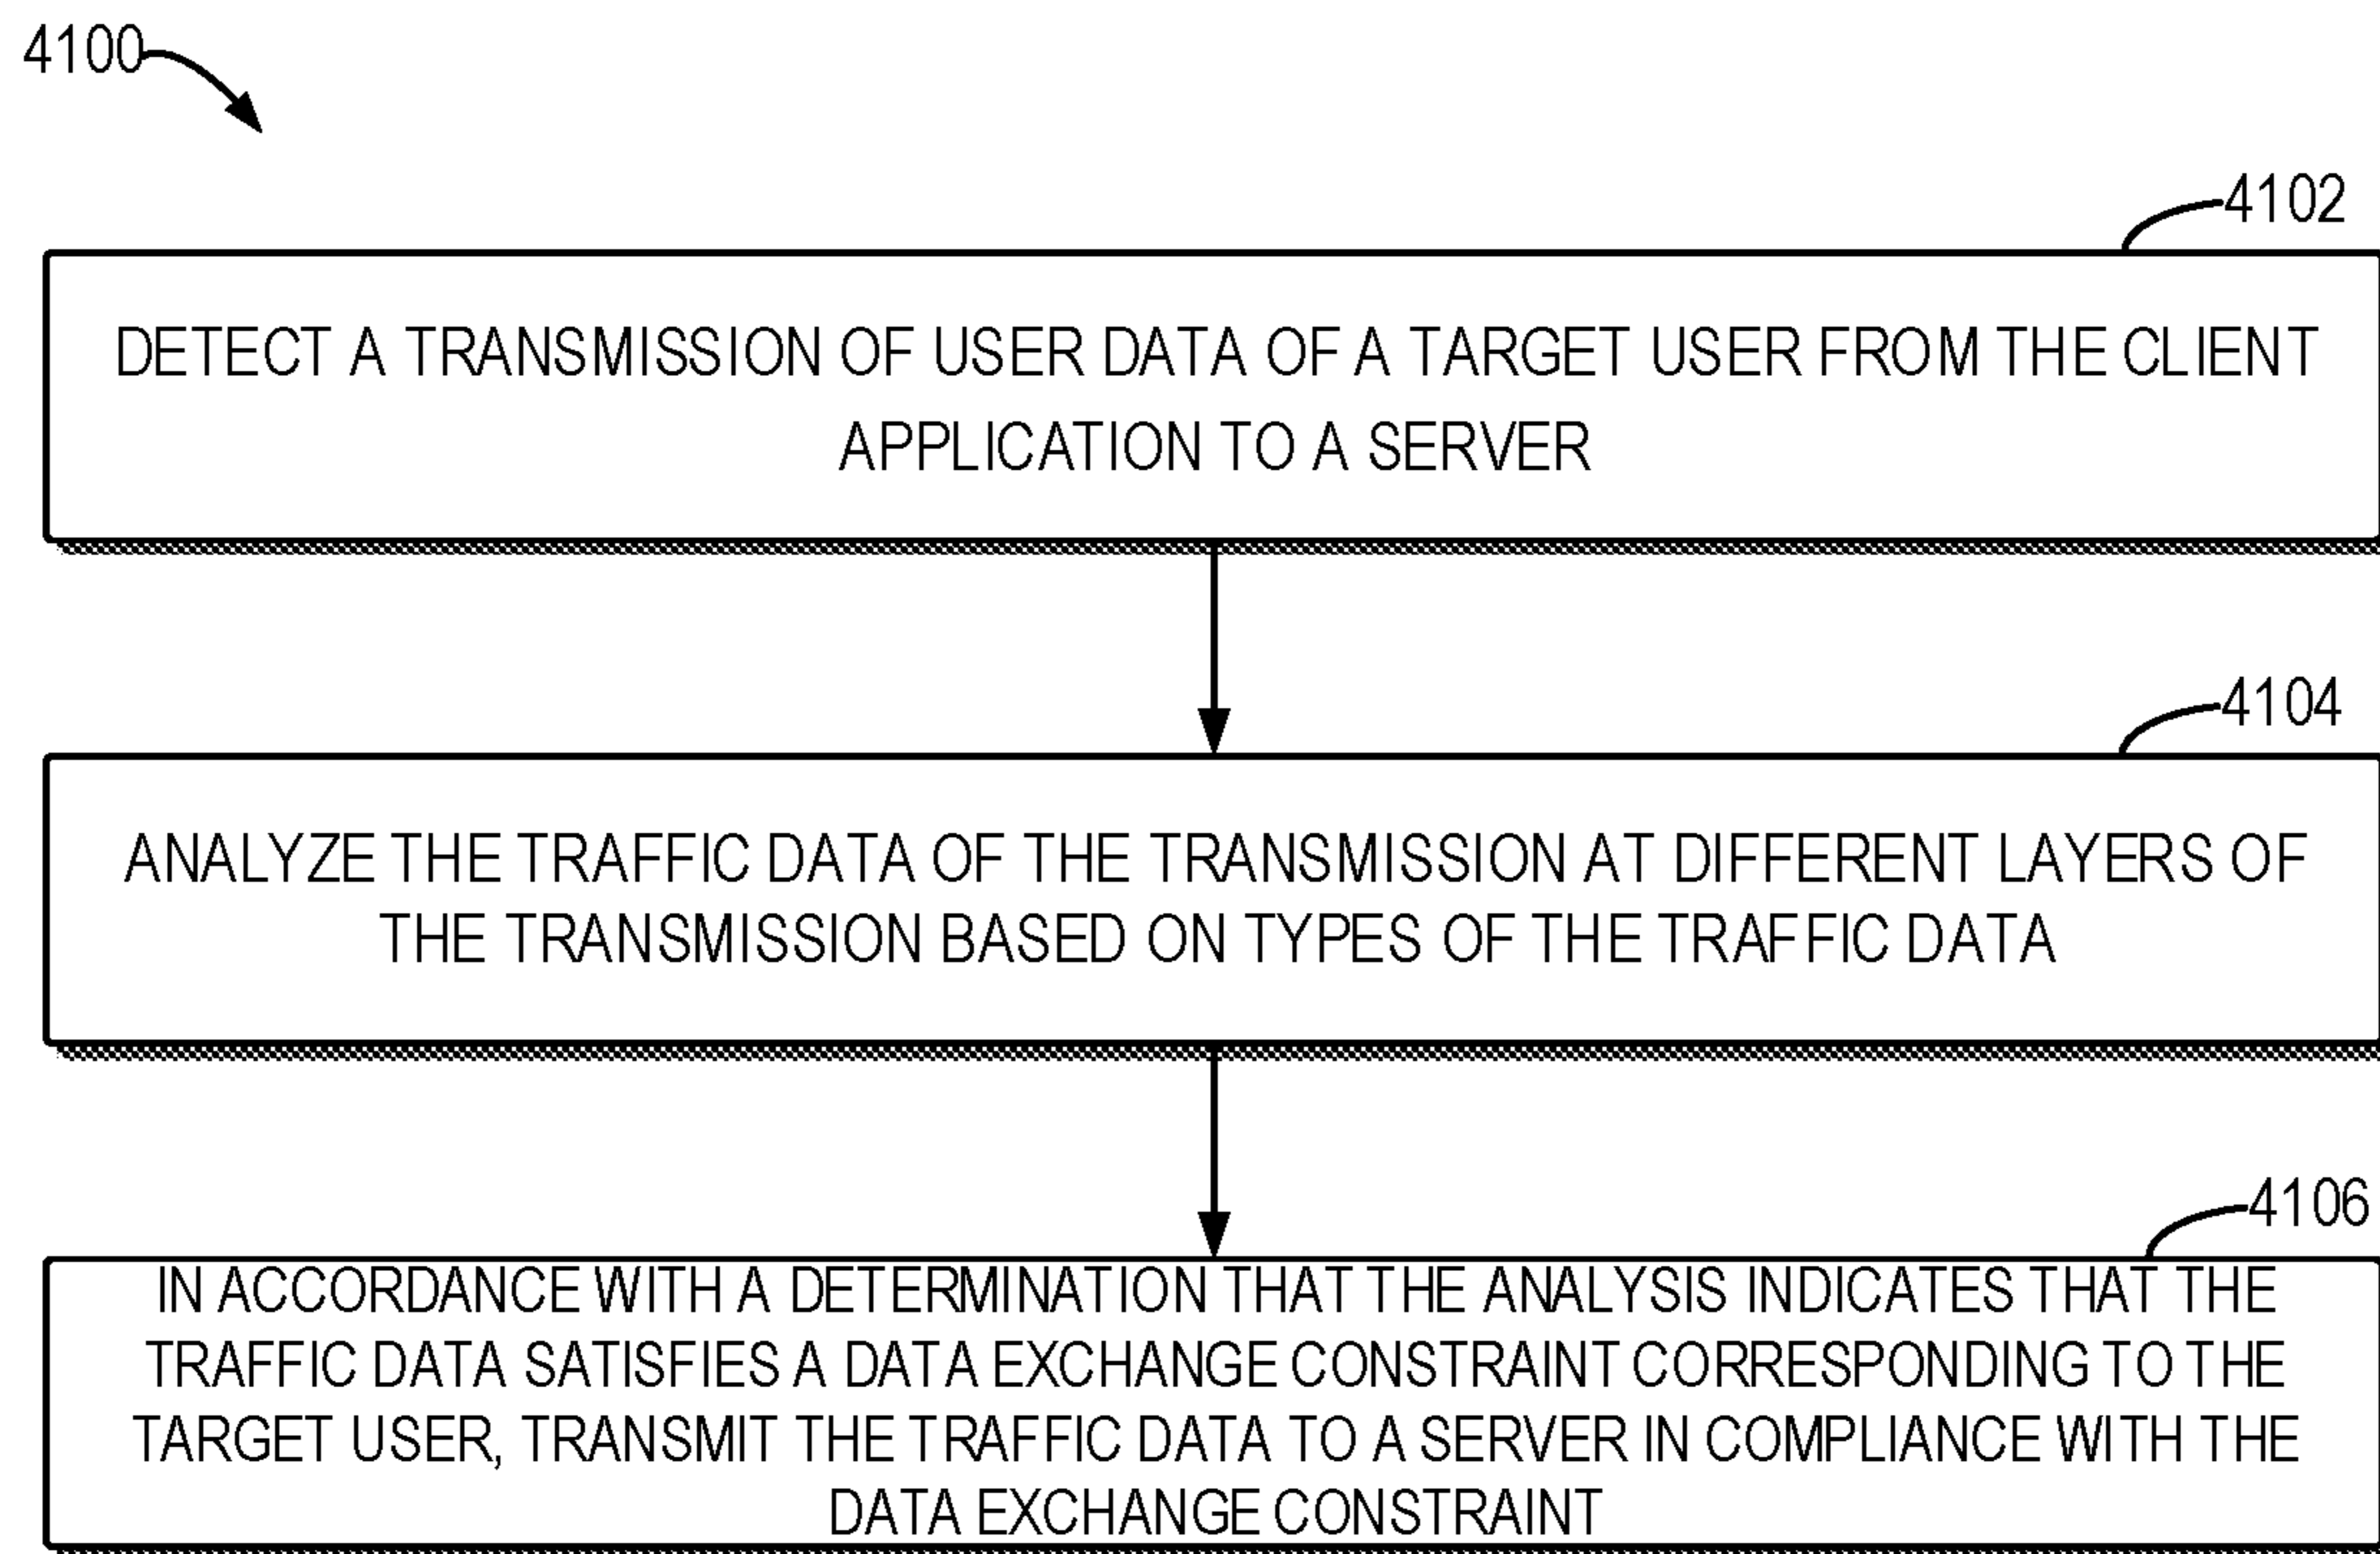 4100
4102
DETECT A TRANSMISSION OF USER DATA OF A TARGET USER FROM THE CLIENT
APPLICATION TO A SERVER
4104
ANALYZE THE TRAFFIC DATA OF THE TRANSMISSION AT DIFFERENT LAYERS OF
THE TRANSMISSION BASED ON TYPES OF THE TRAFFIC DATA
4106
IN ACCORDANCE WITH A DETERMINATION THAT THE ANALYSIS INDICATES THAT THE
TRAFFIC DATA SATISFIES A DATA EXCHANGE CONSTRAINT CORRESPONDING TO THE
TARGET USER, TRANSMIT THE TRAFFIC DATA TO A SERVER IN COMPLIANCE WITH THE
DATA EXCHANGE CONSTRAINT